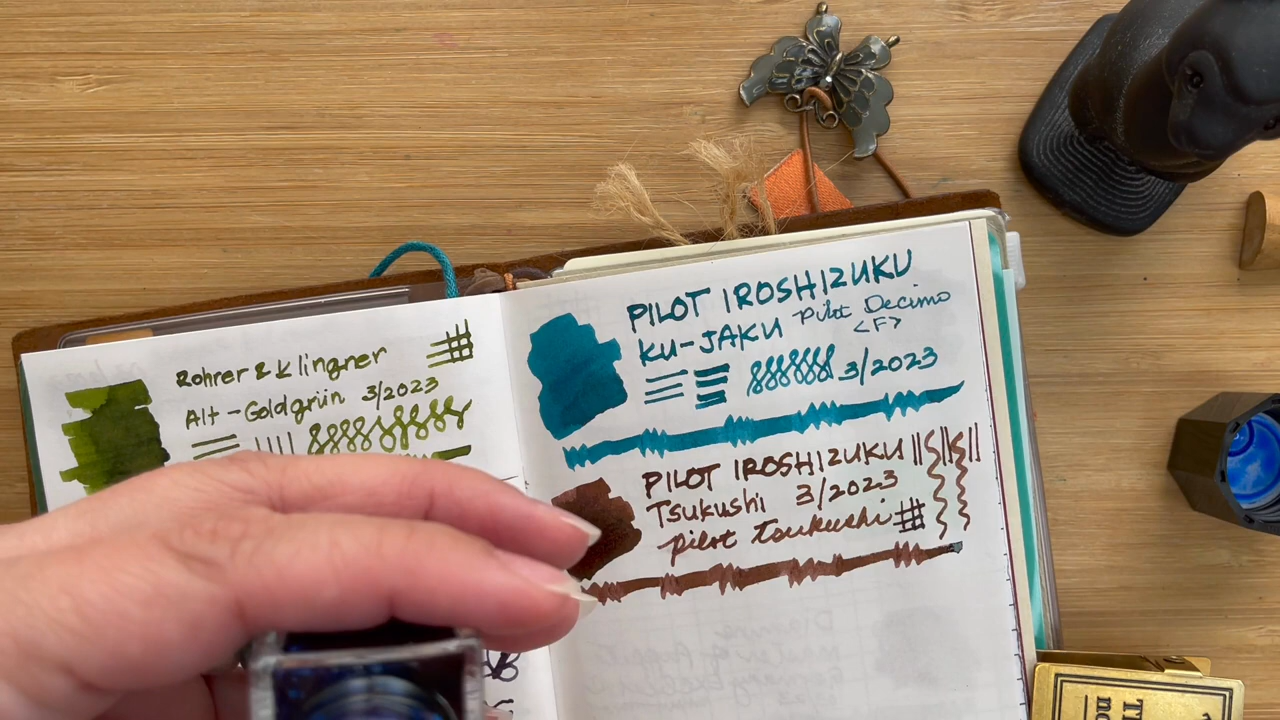 Rohrer & Klingner
Alt-Goldgrün 3/2023
PILOT IROSHIZUKU
KU-JAKU Pilot Decimo
<F>
3/2023
PILOT IROSHIZUKU
Tsukushi 3/2023
pilot tsukushi